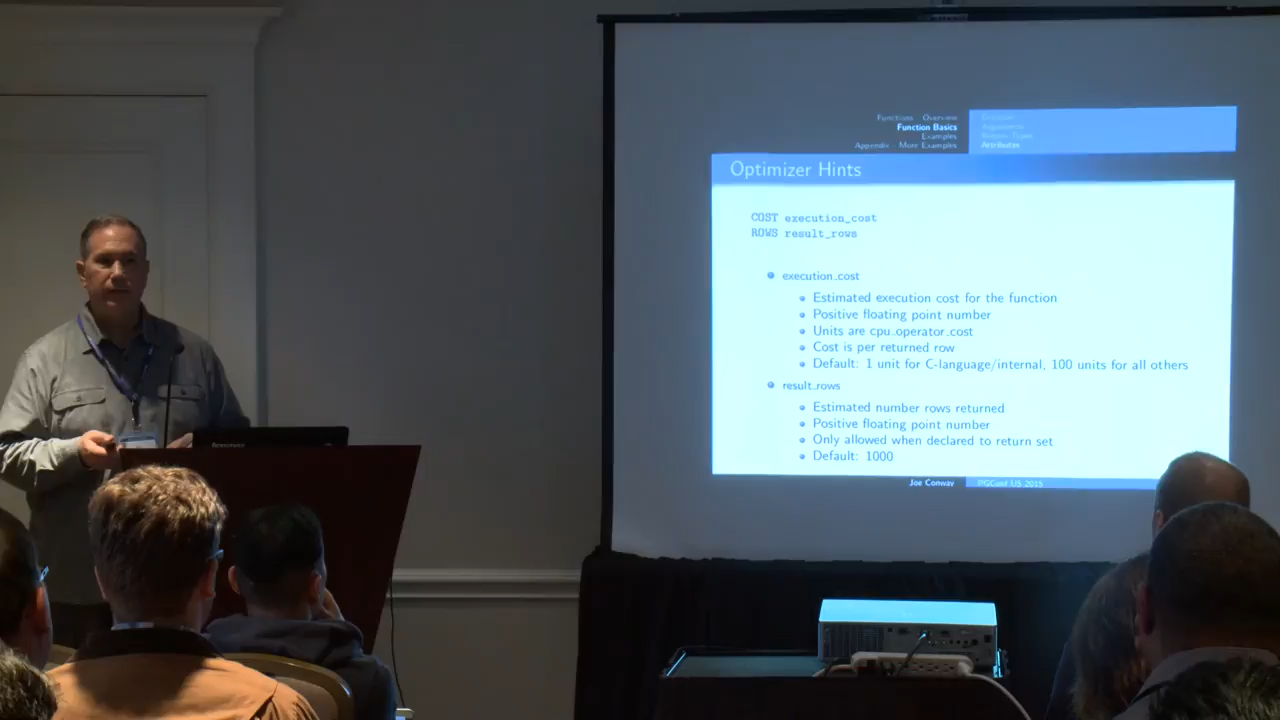 Functions Overview
Function Basics
Examples
Appendix - More Examples
Attributes
Optimizer Hints
COST execution_cost
ROWS result_rows
execution_cost
Estimated execution cost for the function
Positive floating point number
Units are cpu_operator_cost
Cost is per returned row
Default: 1 unit for C-language/internal, 100 units for all others
result_rows
Estimated number rows returned
Positive floating point number
Only allowed when declared to return set
Default: 1000
Joe Conway
PGConf US 2015